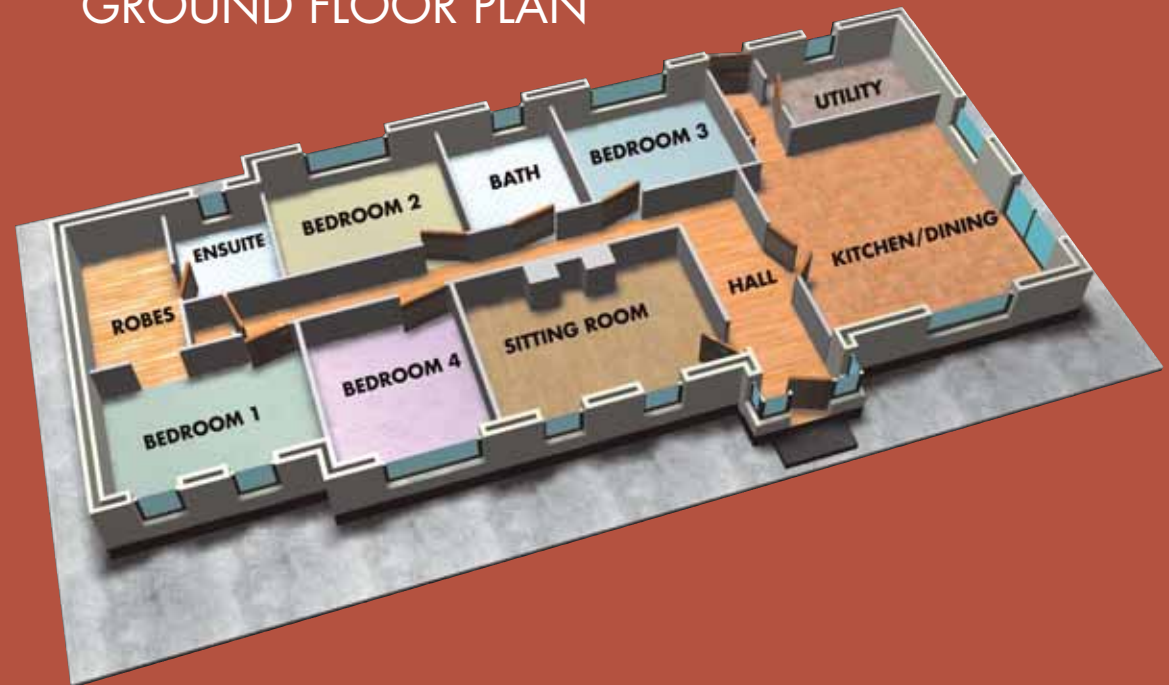 GROUND FLOOR PLAN
UTILITY
BEDROOM 3
BATH
BEDROOM 2
KITCHEN/DINING
ENSUITE
HALL
ROBES
SITTING ROOM
BEDROOM 4
BEDROOM 1